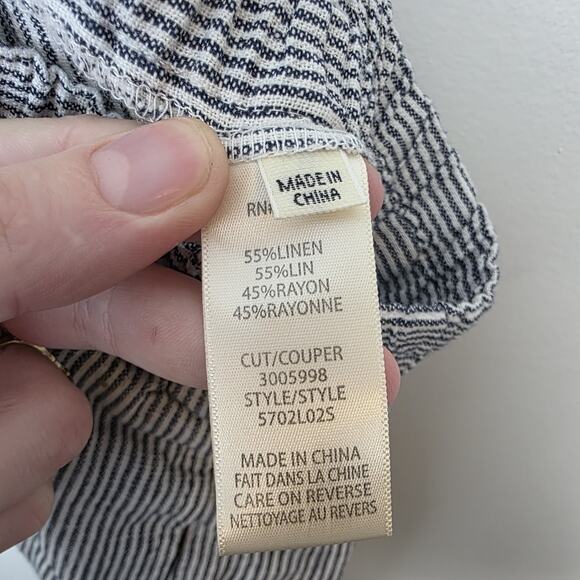 MADE IN
CHINA
55%LINEN
55%LIN
45%RAYON
45%RAYONNE
CUT/COUPER
3005998
STYLE/STYLE
5702L02S
MADE IN CHINA
FAIT DANS LA CHINE
CARE ON REVERSE
NETTOYAGE AU REVERS